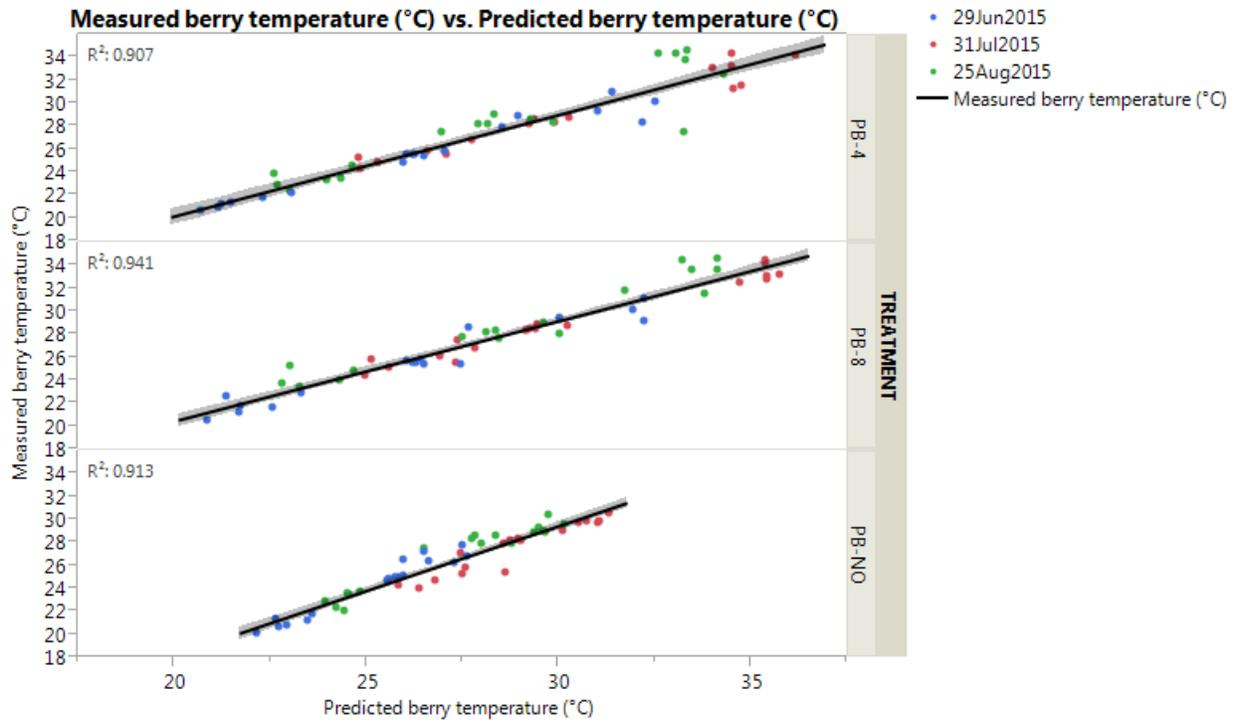 Measured berry temperature (°C) vs. Predicted berry temperature (°C)
29Jun2015
31Jul2015
25Aug2015
Measured berry temperature (°C)
Measured berry temperature (°C)
R²: 0.907
34
32
30
28
26
24
22
20
18
PB-4
R²: 0.941
34
32
30
28
26
24
22
20
18
PB-8
TREATMENT
R²: 0.913
34
32
30
28
26
24
22
20
18
PB-NO
20 25 30 35
Predicted berry temperature (°C)